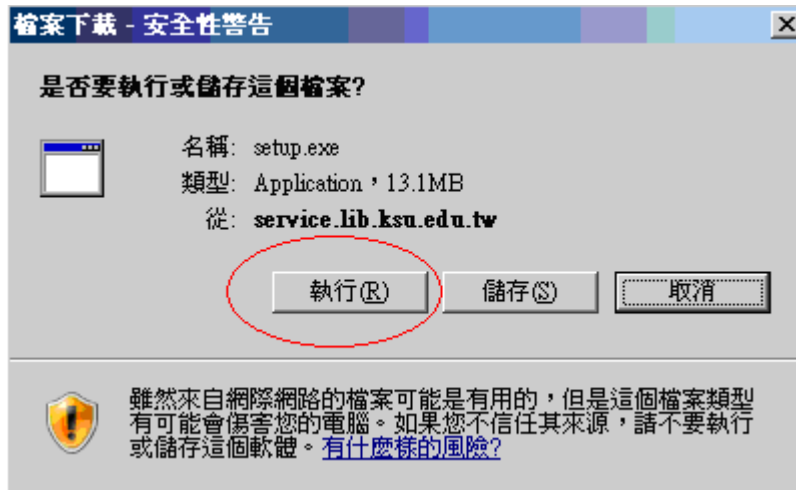 檔案下載 - 安全性警告
是否要執行或儲存這個檔案?
名稱: setup.exe
類型: Application，13.1MB
從: service.lib.ksu.edu.tw
執行(R) 儲存(S) 取消
雖然來自網際網路的檔案可能是有用的，但是這個檔案類型
有可能會傷害您的電腦。如果您不信任其來源，請不要執行
或儲存這個軟體。有什麼樣的風險?